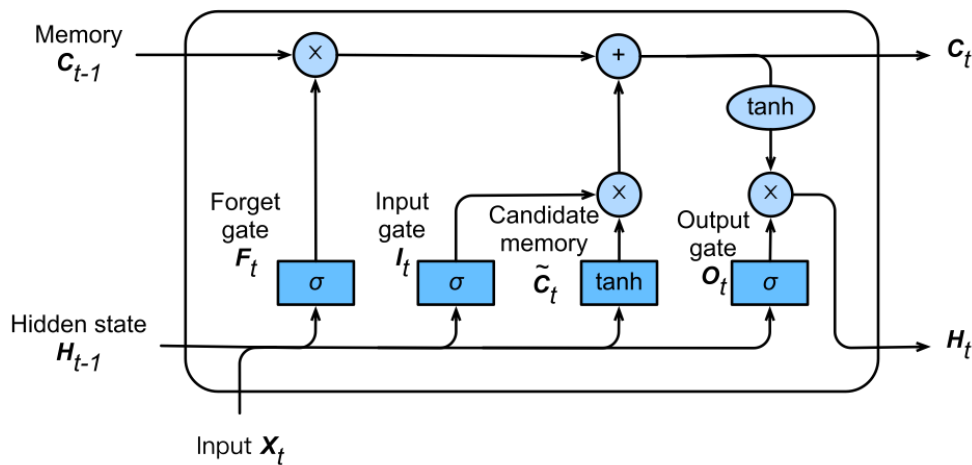 Memory
C_{t-1}
×
+
C_t
tanh
Forget
gate
F_t
Input
gate
I_t
Candidate
memory
C̃_t
×
Output
gate
O_t
×
σ
σ
tanh
σ
Hidden state
H_{t-1}
H_t
Input X_t